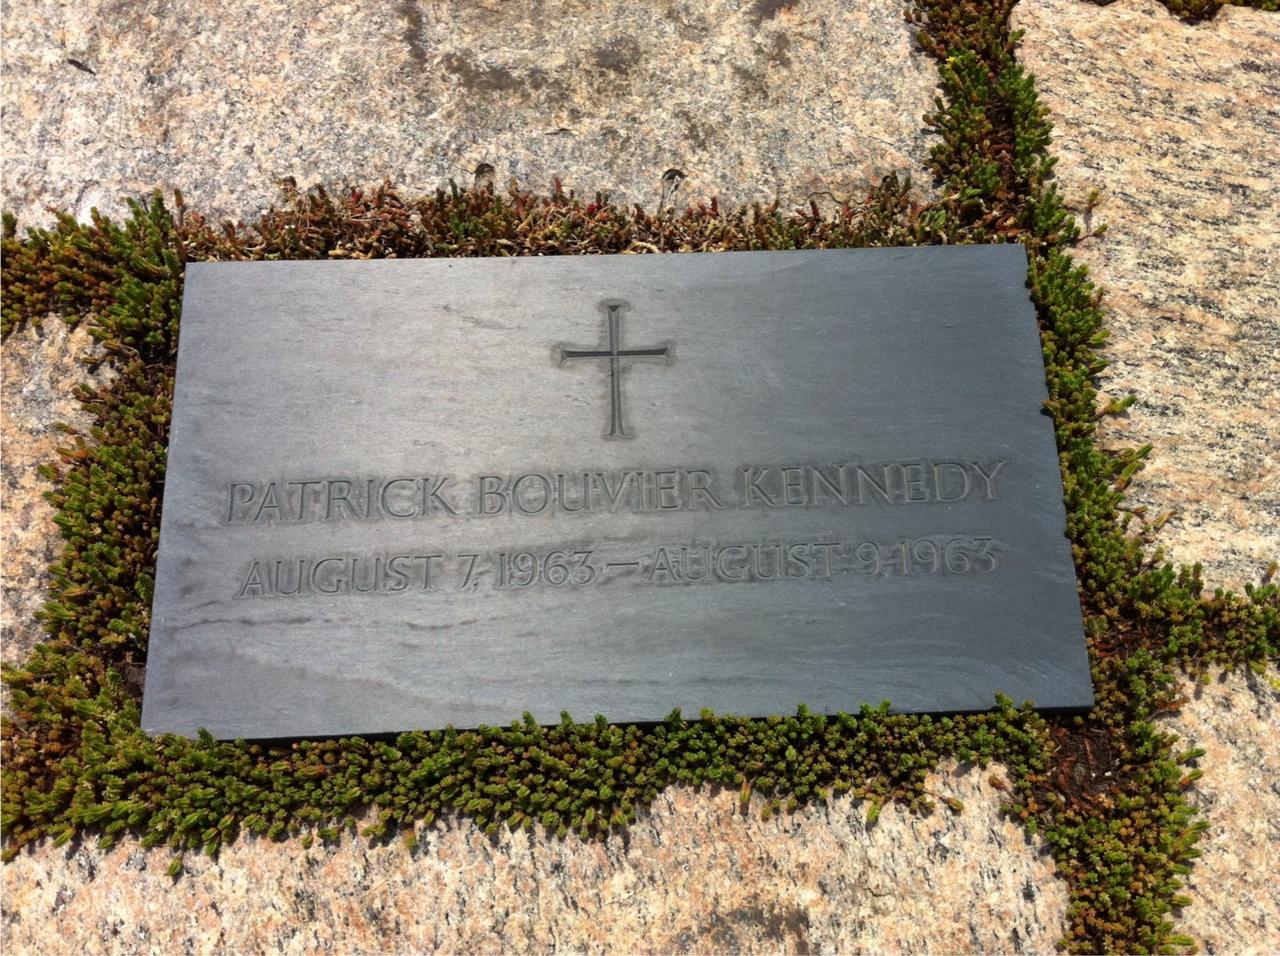 PATRICK BOUVIER KENNEDY
AUGUST 7, 1963 — AUGUST 9, 1963